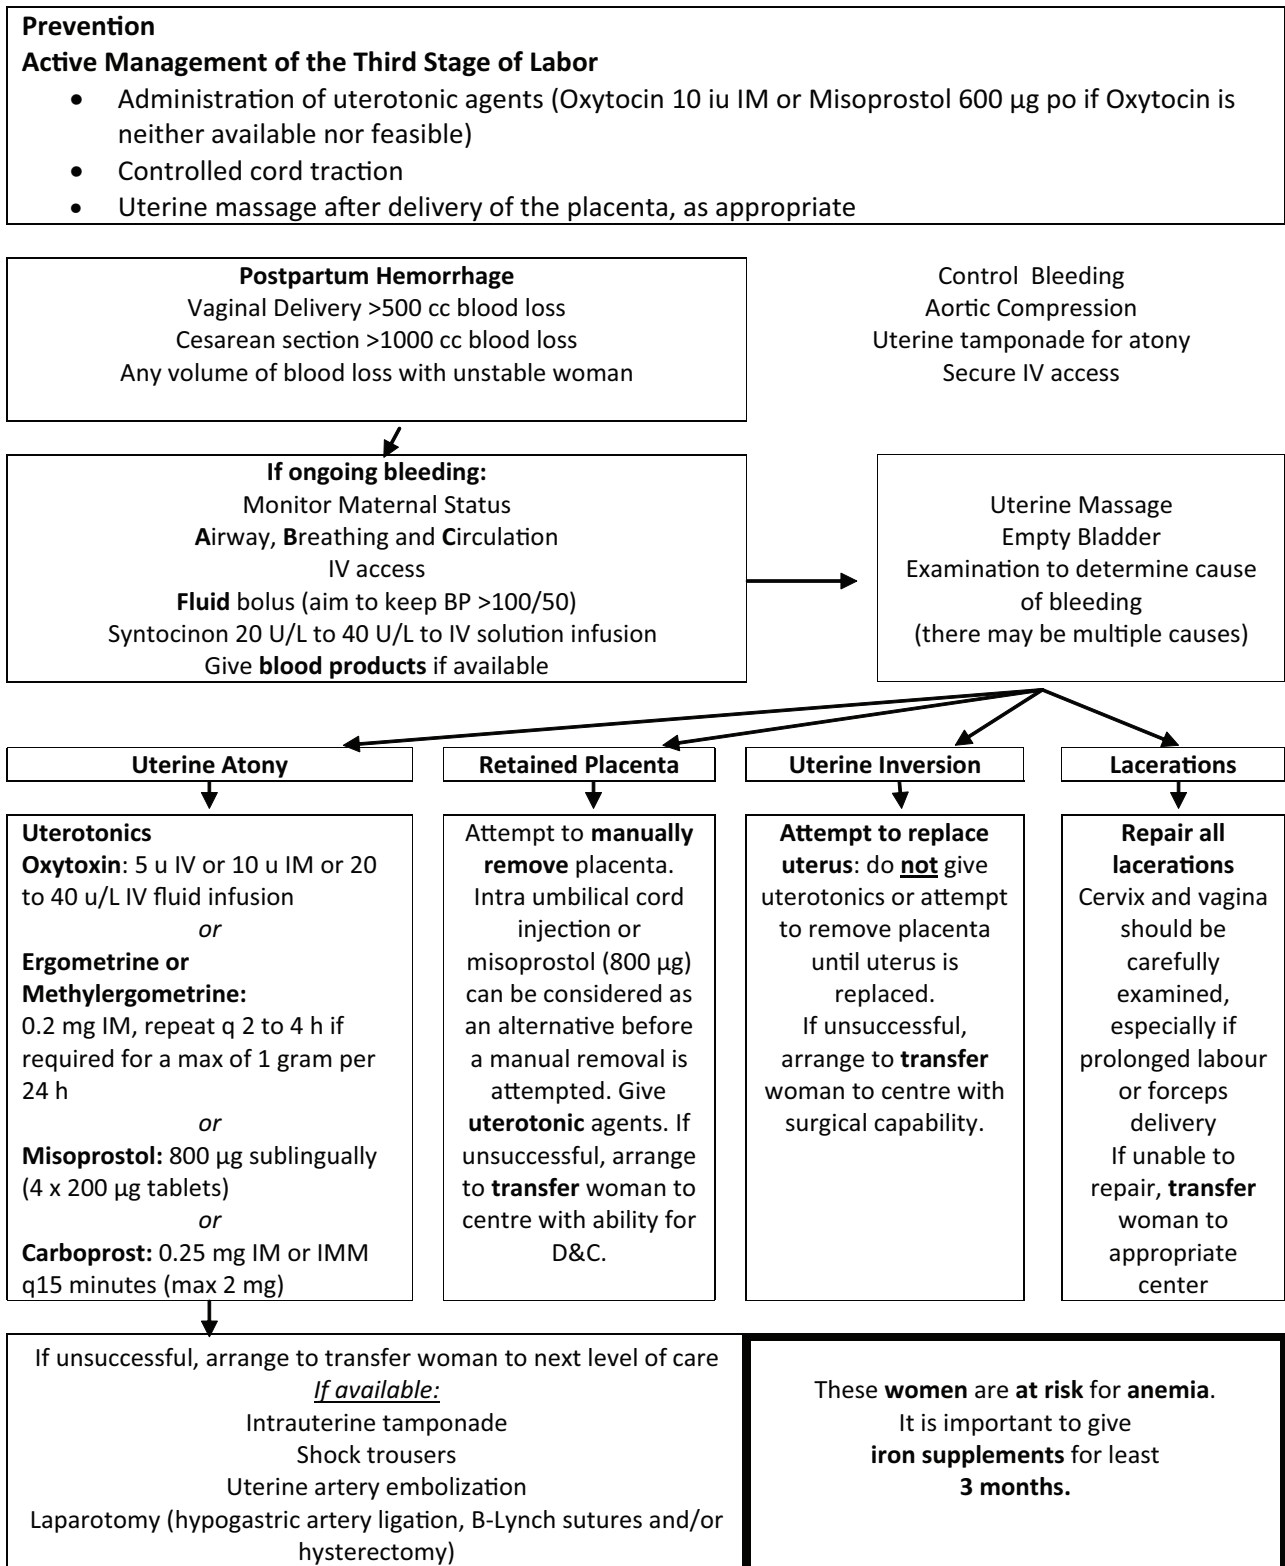 Prevention
Active Management of the Third Stage of Labor
• Administration of uterotonic agents (Oxytocin 10 iu IM or Misoprostol 600 µg po if Oxytocin is
neither available nor feasible)
• Controlled cord traction
• Uterine massage after delivery of the placenta, as appropriate
Postpartum Hemorrhage
Vaginal Delivery >500 cc blood loss
Cesarean section >1000 cc blood loss
Any volume of blood loss with unstable woman
Control Bleeding
Aortic Compression
Uterine tamponade for atony
Secure IV access
If ongoing bleeding:
Monitor Maternal Status
Airway, Breathing and Circulation
IV access
Fluid bolus (aim to keep BP >100/50)
Syntocinon 20 U/L to 40 U/L to IV solution infusion
Give blood products if available
Uterine Massage
Empty Bladder
Examination to determine cause
of bleeding
(there may be multiple causes)
Uterine Atony
Retained Placenta
Uterine Inversion
Lacerations
Uterotonics
Oxytoxin: 5 u IV or 10 u IM or 20
to 40 u/L IV fluid infusion
or
Ergometrine or
Methylergometrine:
0.2 mg IM, repeat q 2 to 4 h if
required for a max of 1 gram per
24 h
or
Misoprostol: 800 µg sublingually
(4 x 200 µg tablets)
or
Carboprost: 0.25 mg IM or IMM
q15 minutes (max 2 mg)
Attempt to manually
remove placenta.
Intra umbilical cord
injection or
misoprostol (800 µg)
can be considered as
an alternative before
a manual removal is
attempted. Give
uterotonic agents. If
unsuccessful, arrange
to transfer woman to
centre with ability for
D&C.
Attempt to replace
uterus: do not give
uterotonics or attempt
to remove placenta
until uterus is
replaced.
If unsuccessful,
arrange to transfer
woman to centre with
surgical capability.
Repair all
lacerations
Cervix and vagina
should be
carefully
examined,
especially if
prolonged labour
or forceps
delivery
If unable to
repair, transfer
woman to
appropriate
center
If unsuccessful, arrange to transfer woman to next level of care
If available:
Intrauterine tamponade
Shock trousers
Uterine artery embolization
Laparotomy (hypogastric artery ligation, B-Lynch sutures and/or
hysterectomy)
These women are at risk for anemia.
It is important to give
iron supplements for least
3 months.